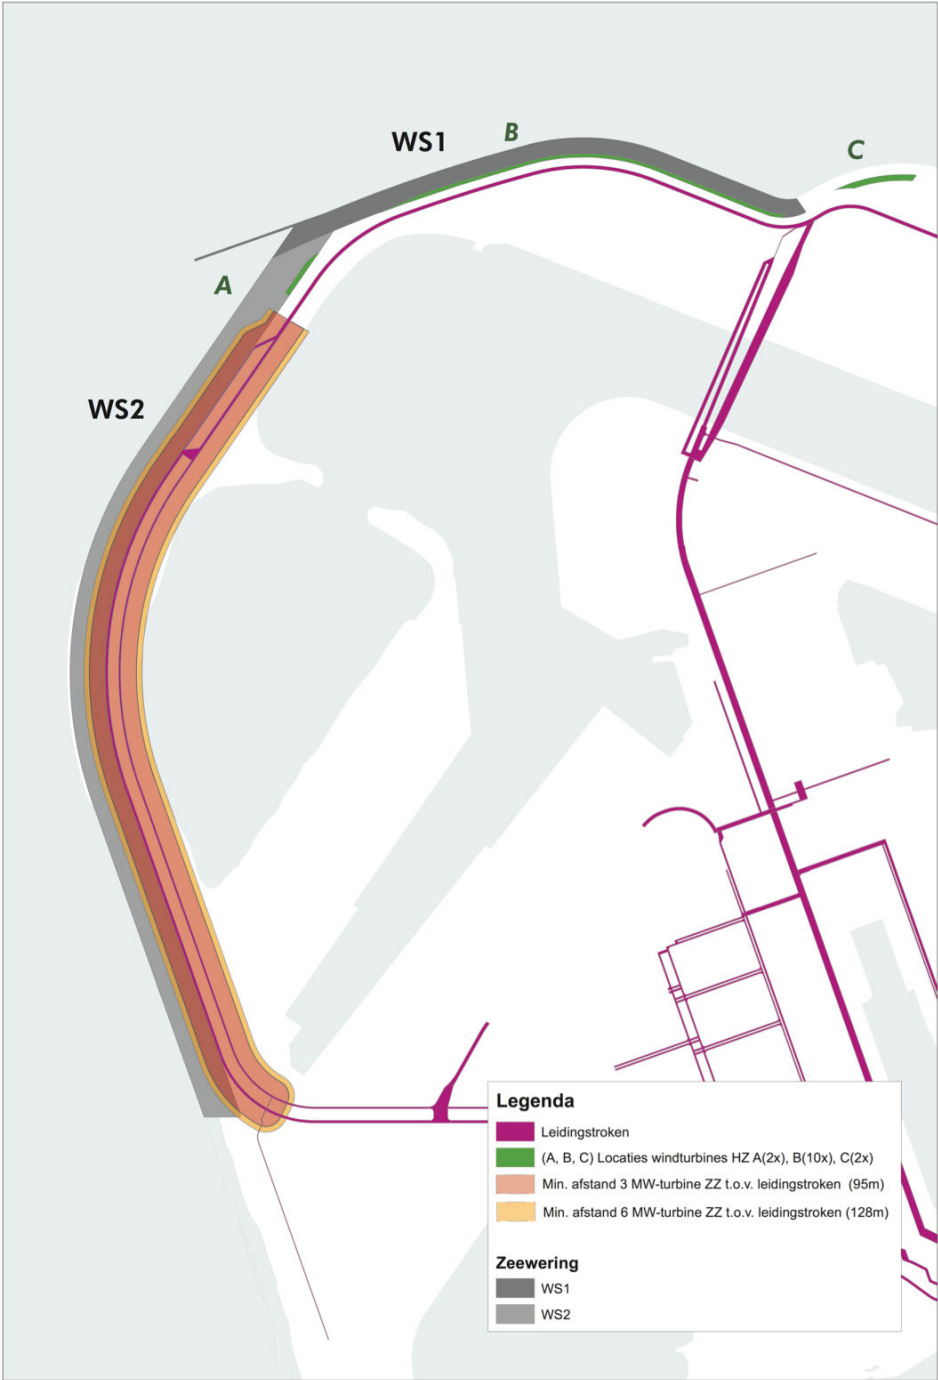 B
WS1
C
A
WS2
Legenda
Leidingstroken
(A, B, C) Locaties windturbines HZ A(2x), B(10x), C(2x)
Min. afstand 3 MW-turbine ZZ t.o.v. leidingstroken (95m)
Min. afstand 6 MW-turbine ZZ t.o.v. leidingstroken (128m)
Zeewering
WS1
WS2